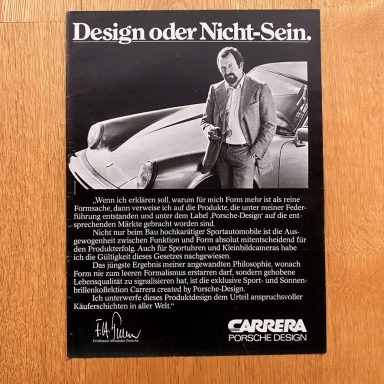 Design oder Nicht-Sein.
„Wenn ich erklären soll, warum für mich Form mehr ist als reine
Formsache, dann verweise ich auf die Produkte, die unter meiner Feder-
führung entstanden und unter dem Label ‚Porsche-Design‘ auf die ent-
sprechenden Märkte gebracht worden sind.
Nicht nur beim Bau hochkarätiger Sportautomobile ist die Aus-
gewogenheit zwischen Funktion und Form absolut mitentscheidend für
den Produkterfolg. Auch für Sportuhren und Kleinbildcameras habe
ich die Gültigkeit dieses Gesetzes nachgewiesen.
Das jüngste Ergebnis meiner angewandten Philosophie, wonach
Form nie zum leeren Formalismus erstarren darf, sondern gehobene
Lebensqualität zu signalisieren hat, ist die exklusive Sport- und Sonnen-
brillenkollektion Carrera created by Porsche-Design.
Ich unterwerfe dieses Produktdesign dem Urteil anspruchsvoller
Käuferschichten in aller Welt.“
Ferdinand Alexander Porsche
CARRERA
PORSCHE DESIGN